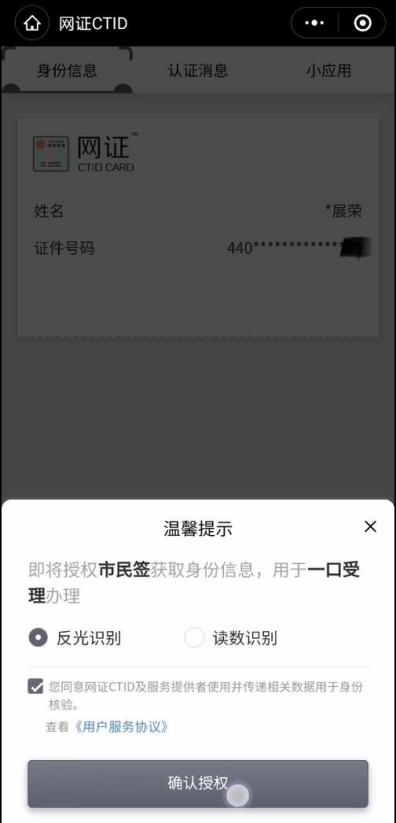 网证CTID
身份信息 认证消息 小应用
网证™
CTID CARD
姓名 *展荣
证件号码 440*************
温馨提示
即将授权市民签获取身份信息，用于一口受
理办理
反光识别 读数识别
您同意网证CTID及服务提供者使用并传递相关数据用于身份
核验。
查看《用户服务协议》
确认授权